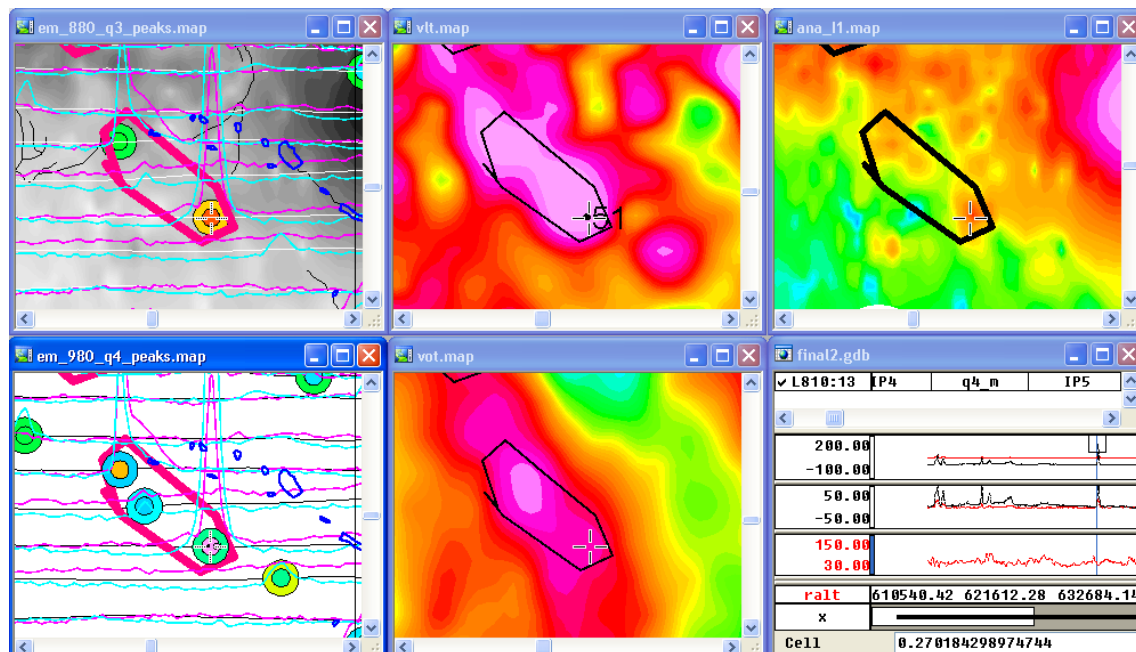 em_880_q3_peaks.map
vlt.map
ana_l1.map
51
em_980_q4_peaks.map
vot.map
final2.gdb
L810:13 IP4 q4_m IP5
200.00
-100.00
50.00
-50.00
150.00
30.00
ralt 610540.42 621612.28 632684.14
x
Cell 0.270184298974744